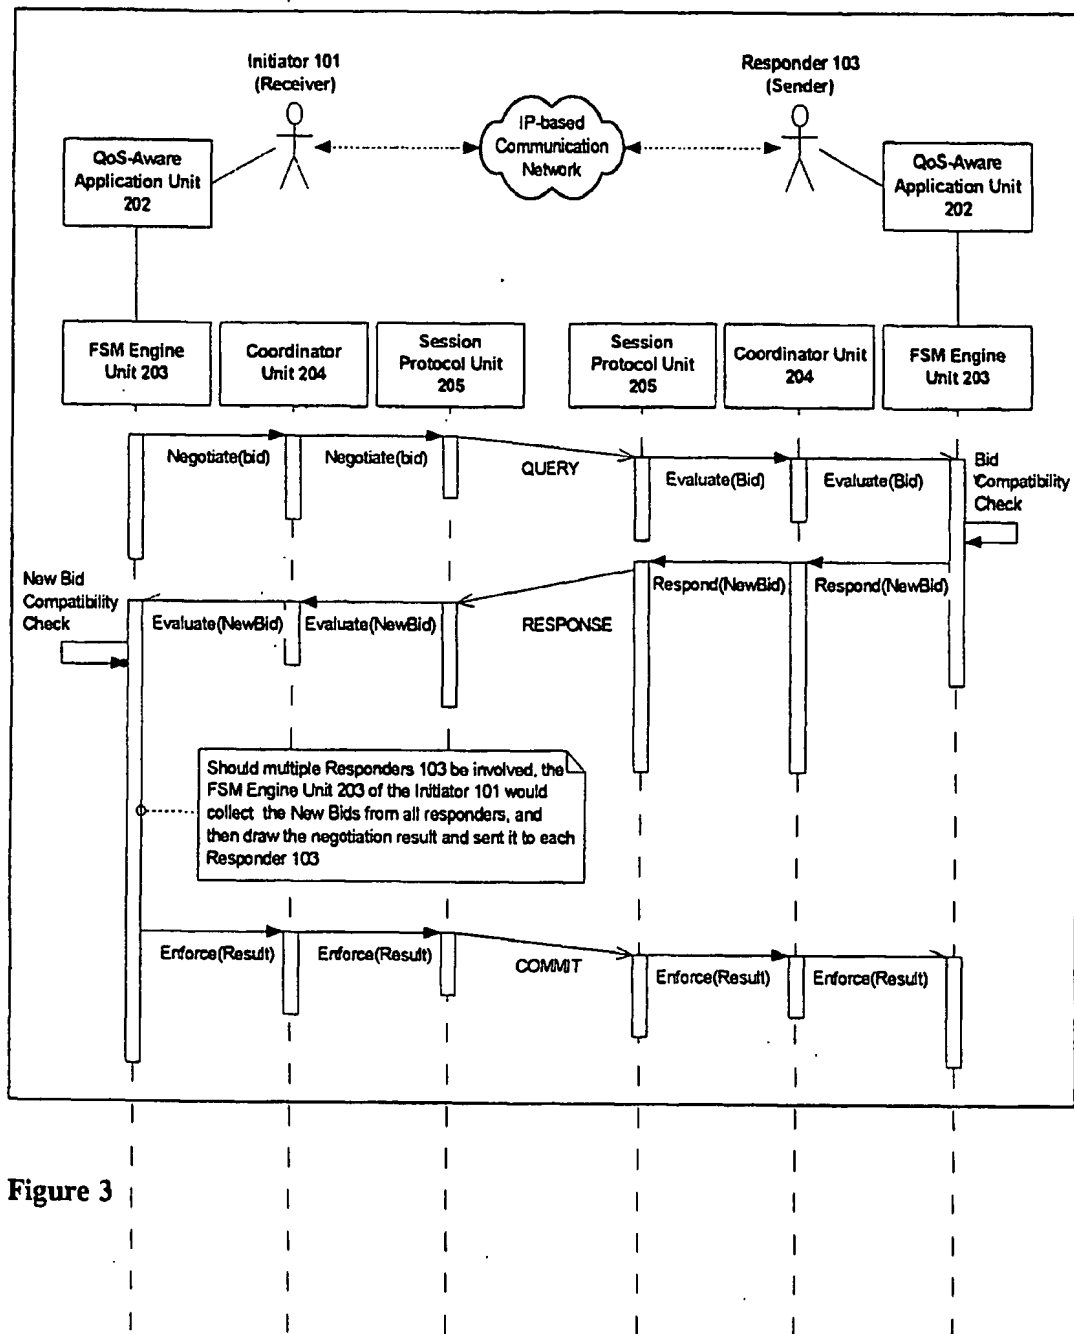 Initiator 101
(Receiver)
Responder 103
(Sender)
IP-based
Communication
Network
QoS-Aware
Application Unit
202
QoS-Aware
Application Unit
202
FSM Engine
Unit 203
Coordinator
Unit 204
Session
Protocol Unit
205
Session
Protocol Unit
205
Coordinator Unit
204
FSM Engine
Unit 203
Negotiate(bid)
Negotiate(bid)
QUERY
Evaluate(Bid)
Evaluate(Bid)
Bid
Compatibility
Check
Respond(NewBid)
Respond(NewBid)
RESPONSE
Evaluate(NewBid)
Evaluate(NewBid)
New Bid
Compatibility
Check
Should multiple Responders 103 be involved, the
FSM Engine Unit 203 of the Initiator 101 would
collect the New Bids from all responders, and
then draw the negotiation result and sent it to each
Responder 103
Enforce(Result)
Enforce(Result)
COMMIT
Enforce(Result)
Enforce(Result)
Figure 3